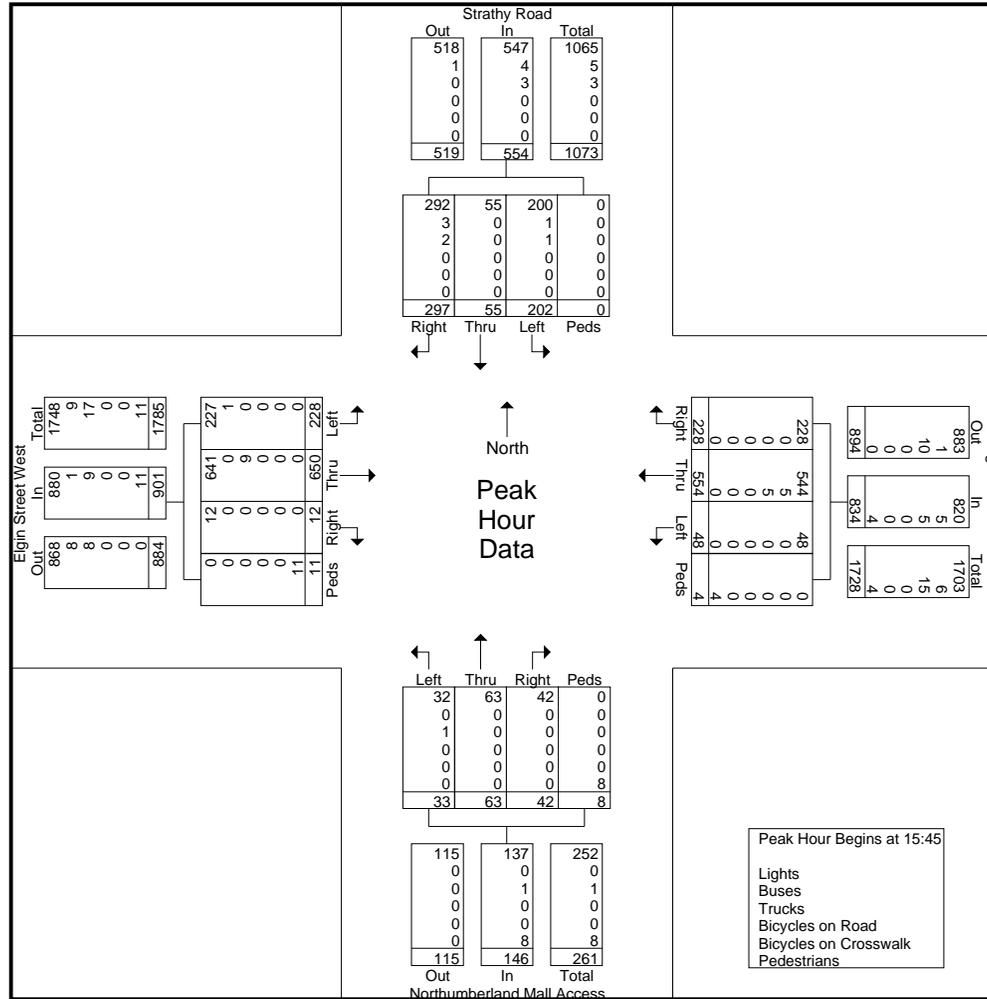 Strathy Road
Out In Total
518 547 1065
1 4 5
0 3 3
0 0 0
0 0 0
0 0 0
519 554 1073
292 55 200 0
3 0 1 0
2 0 1 0
0 0 0 0
0 0 0 0
0 0 0 0
297 55 202 0
Right Thru Left Peds
Elgin Street West
Total
1748 9 17 0 0 11 1785
In
880 1 9 0 0 11 901
Out
868 8 8 0 0 0 884
227 1 0 0 0 0 228
Left
641 0 9 0 0 0 650
Thru
12 0 0 0 0 0 12
Right
0 0 0 0 0 11 11
Peds
North
Peak
Hour
Data
Right
228 0 0 0 0 0 228
Thru
544 5 5 0 0 0 554
Left
48 0 0 0 0 0 48
Peds
0 0 0 0 0 4 4
Out
883 1 10 0 0 0 894
In
820 5 5 0 0 4 834
Total
1703 6 15 0 0 4 1728
Left Thru Right Peds
32 63 42 0
0 0 0 0
1 0 0 0
0 0 0 0
0 0 0 0
0 0 0 8
33 63 42 8
115 137 252
0 0 0
0 1 1
0 0 0
0 0 0
0 8 8
115 146 261
Out In Total
Northumberland Mall Access
Peak Hour Begins at 15:45
Lights
Buses
Trucks
Bicycles on Road
Bicycles on Crosswalk
Pedestrians